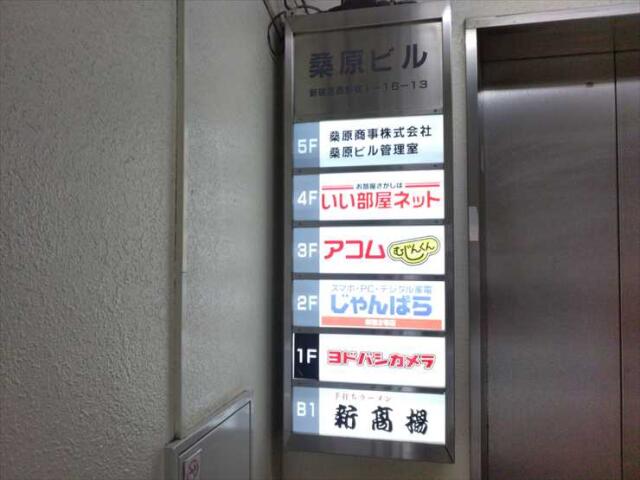 桑原ビル
新宿区西新宿1-16-13
5F
桑原商事株式会社
桑原ビル管理室
4F
お部屋さがしは
いい部屋ネット
3F
アコム
むじんくん
2F
スマホ・PC・デジタル家電
じゃんぱら
1F
ヨドバシカメラ
B1
手打ちラーメン
新高揚